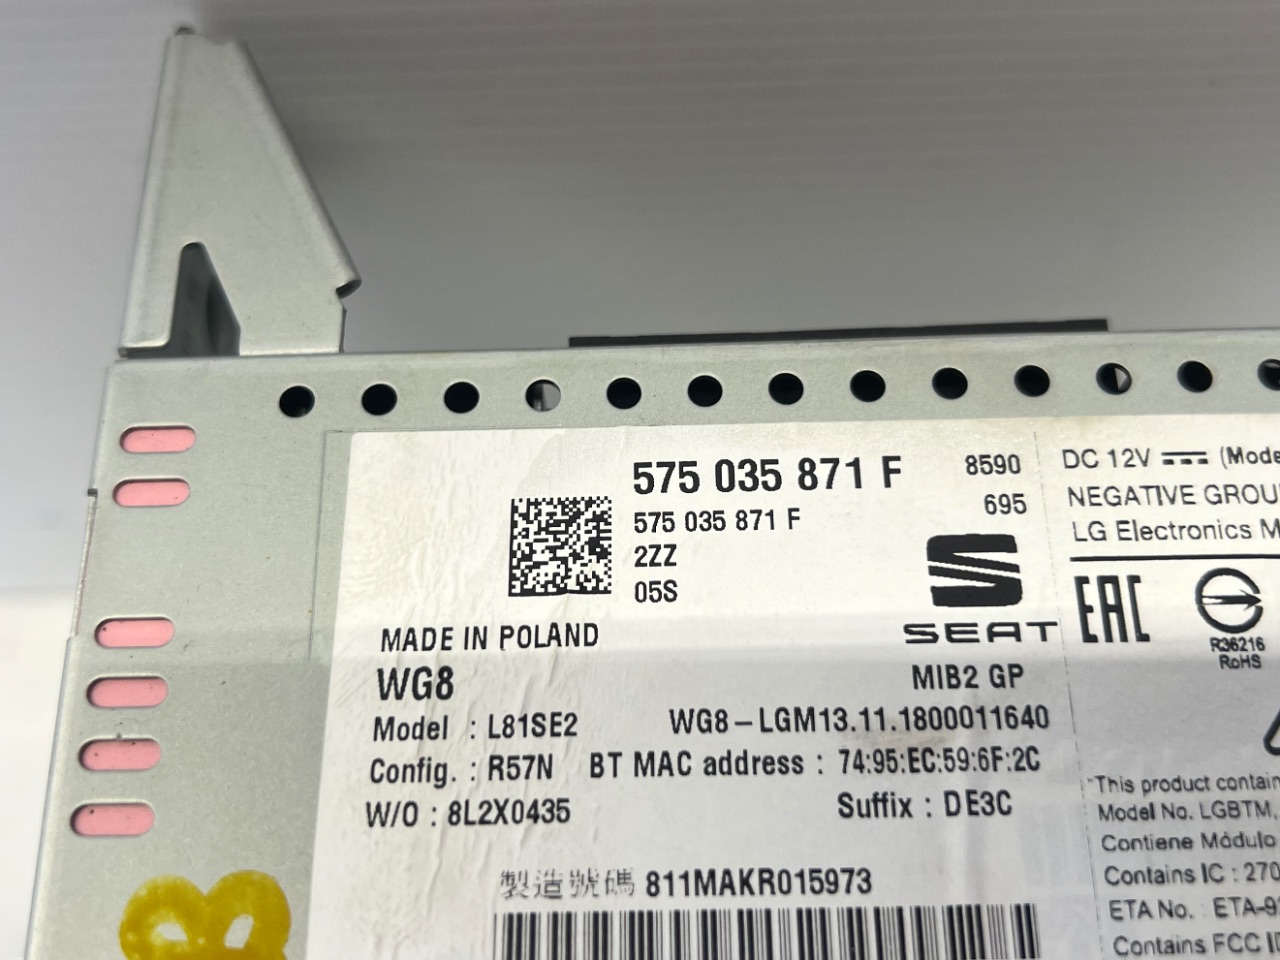 575 035 871 F
8590
575 035 871 F
695
2ZZ
05S
SEAT
MADE IN POLAND
WG8
MIB2 GP
Model : L81SE2
WG8-LGM13.11.1800011640
Config. : R57N
BT MAC address : 74:95:EC:59:6F:2C
W/O : 8L2X0435
Suffix : DE3C
製造號碼 811MAKR015973
DC 12V (Mode
NEGATIVE GROU
LG Electronics M
EAC
R36216
RoHS
"This product contain
Model No. LGBTM,
Contiene Módulo
Contains IC : 270
ETA No. : ETA-9
Contains FCC ID
8